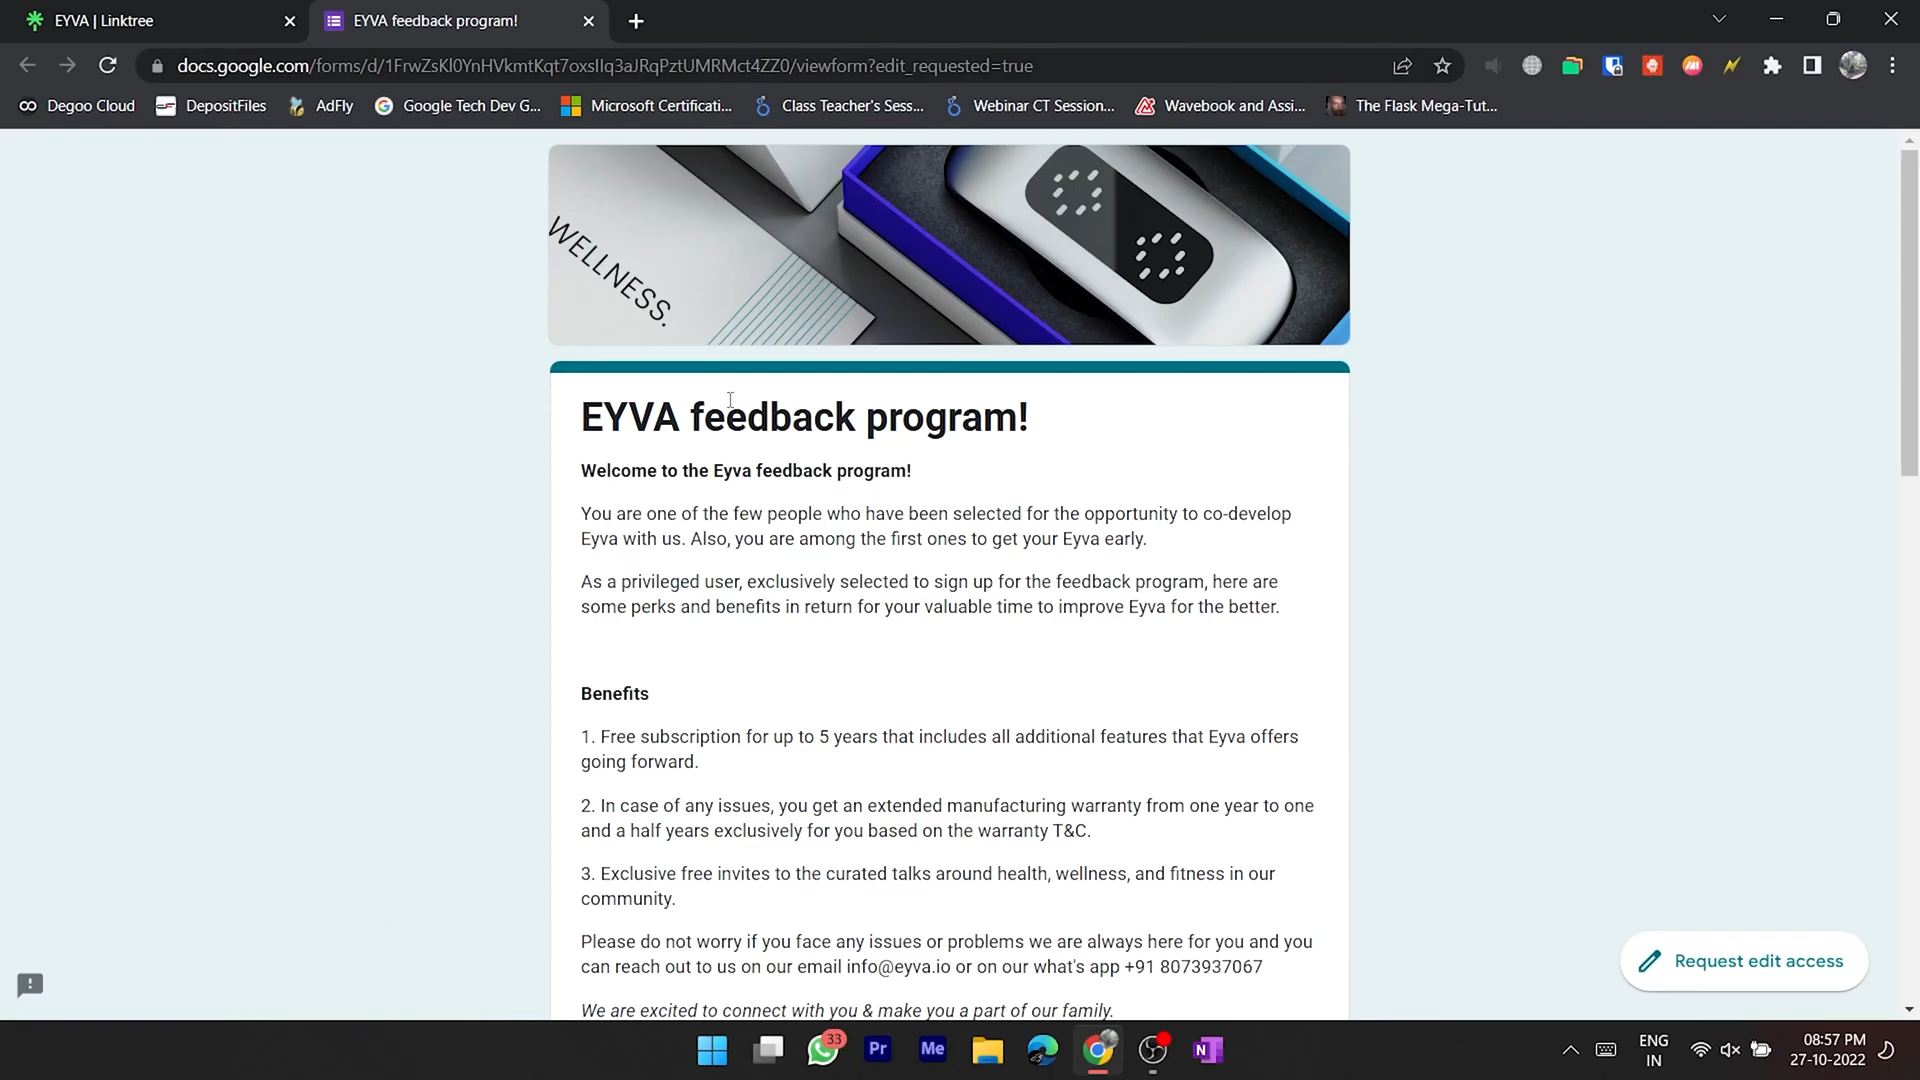 EYVA | Linktree
EYVA feedback program!
docs.google.com/forms/d/1FrwZsKl0YnHVkmtKqt7oxslIq3aJRqPztUMRMct4ZZ0/viewform?edit_requested=true
Degoo Cloud
DepositFiles
AdFly
Google Tech Dev G...
Microsoft Certificati...
Class Teacher's Sess...
Webinar CT Session...
Wavebook and Assi...
The Flask Mega-Tut...
WELLNESS.
EYVA feedback program!
Welcome to the Eyva feedback program!
You are one of the few people who have been selected for the opportunity to co-develop
Eyva with us. Also, you are among the first ones to get your Eyva early.
As a privileged user, exclusively selected to sign up for the feedback program, here are
some perks and benefits in return for your valuable time to improve Eyva for the better.
Benefits
1. Free subscription for up to 5 years that includes all additional features that Eyva offers
going forward.
2. In case of any issues, you get an extended manufacturing warranty from one year to one
and a half years exclusively for you based on the warranty T&C.
3. Exclusive free invites to the curated talks around health, wellness, and fitness in our
community.
Please do not worry if you face any issues or problems we are always here for you and you
can reach out to us on our email info@eyva.io or on our what's app +91 8073937067
We are excited to connect with you & make you a part of our family.
Request edit access
33
Pr
Me
N
ENG
IN
08:57 PM
27-10-2022